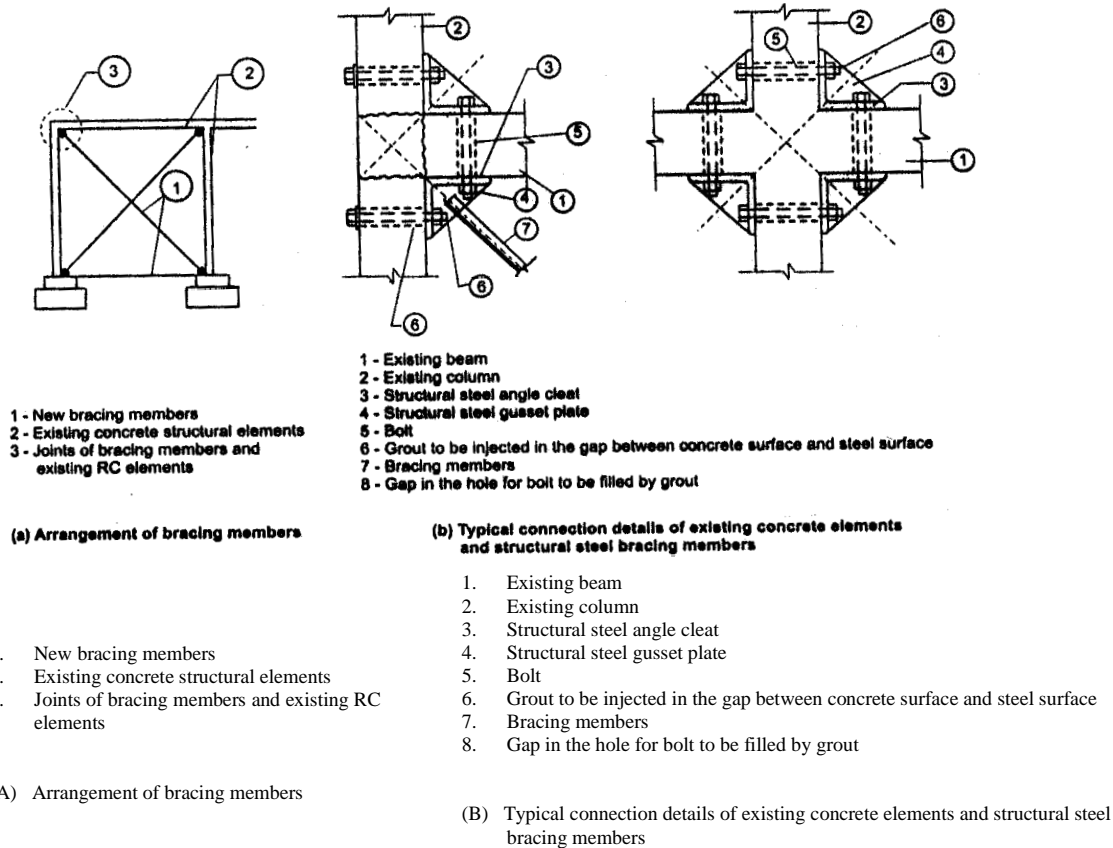 3
2
1
2
3
5
1
4
7
6
6
2
6
5
4
3
1
1 - Existing beam
2 - Existing column
3 - Structural steel angle cleat
4 - Structural steel gusset plate
5 - Bolt
6 - Grout to be injected in the gap between concrete surface and steel surface
7 - Bracing members
8 - Gap in the hole for bolt to be filled by grout
1 - New bracing members
2 - Existing concrete structural elements
3 - Joints of bracing members and
existing RC elements
(a) Arrangement of bracing members
(b) Typical connection details of existing concrete elements
and structural steel bracing members
1. Existing beam
2. Existing column
3. Structural steel angle cleat
4. Structural steel gusset plate
5. Bolt
6. Grout to be injected in the gap between concrete surface and steel surface
7. Bracing members
8. Gap in the hole for bolt to be filled by grout
. New bracing members
. Existing concrete structural elements
. Joints of bracing members and existing RC
elements
A) Arrangement of bracing members
(B) Typical connection details of existing concrete elements and structural steel
bracing members